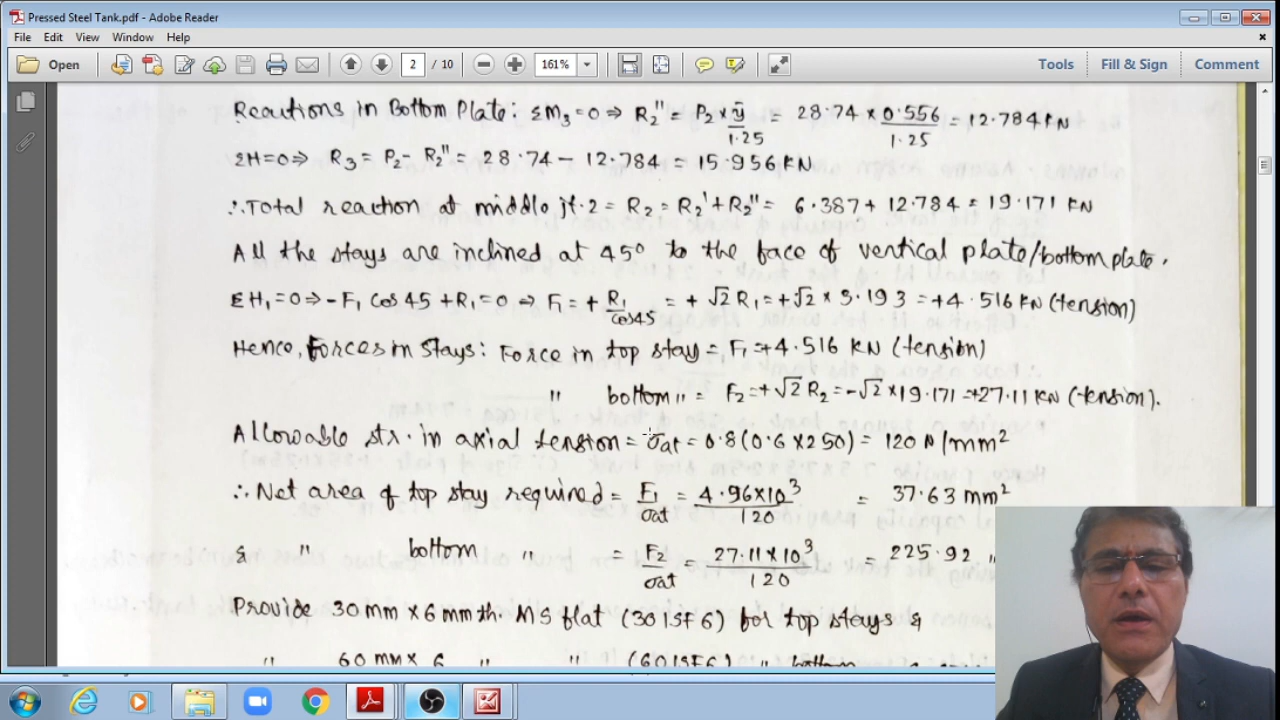 Pressed Steel Tank.pdf - Adobe Reader
File Edit View Window Help
Open 2 / 10 161% Tools Fill & Sign Comment
Reactions in Bottom Plate: ΣM3=0 ⇒ R2" = P2 × ȳ/1.25 = 28.74 × 0.556/1.25 = 12.784 KN
ΣH=0 ⇒ R3 = P2 - R2" = 28.74 - 12.784 = 15.956 KN
∴ Total reaction at middle jt. 2 = R2 = R2' + R2" = 6.387 + 12.784 = 19.171 KN
All the stays are inclined at 45° to the face of vertical plate/bottom plate.
ΣH1=0 ⇒ -F1 cos45 + R1 = 0 ⇒ F1 = + R1/cos45 = + √2 R1 = + √2 × 3.193 = +4.516 KN (tension)
Hence, Forces in Stays: Force in top stay = F1 = +4.516 KN (tension)
" bottom " = F2 = + √2 R2 = - √2 × 19.171 = +27.11 KN (tension).
Allowable str. in axial tension = σat = 0.8 (0.6 × 250) = 120 N/mm²
∴ Net area of top stay required = F1/σat = 4.96×10³/120 = 37.63 mm²
& " bottom " = F2/σat = 27.11×10³/120 = 225.92 "
Provide 30 mm × 6 mm th. MS flat (30 ISF 6) for top stays &
" 60 mm × 6 " " (60 ISF 6) " bottom